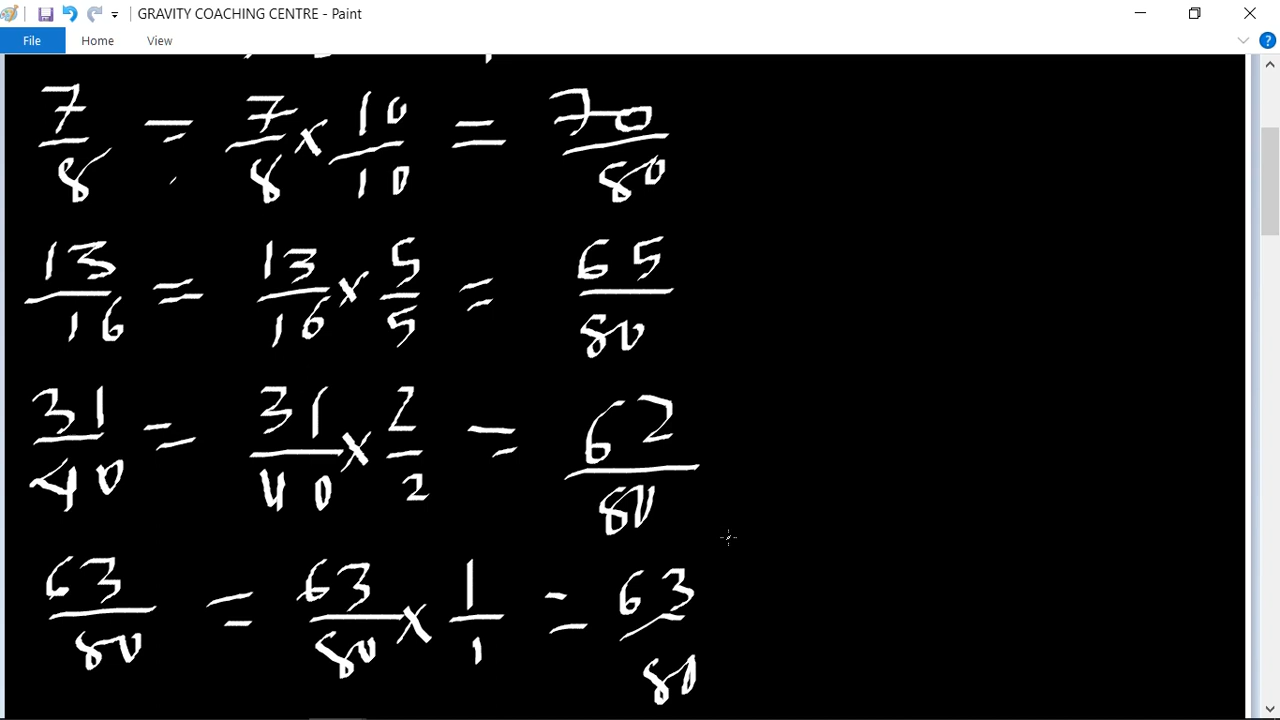 GRAVITY COACHING CENTRE - Paint
File Home View
7/8 = 7/8 × 10/10 = 70/80
13/16 = 13/16 × 5/5 = 65/80
31/40 = 31/40 × 2/2 = 62/80
63/80 = 63/80 × 1/1 = 63/80